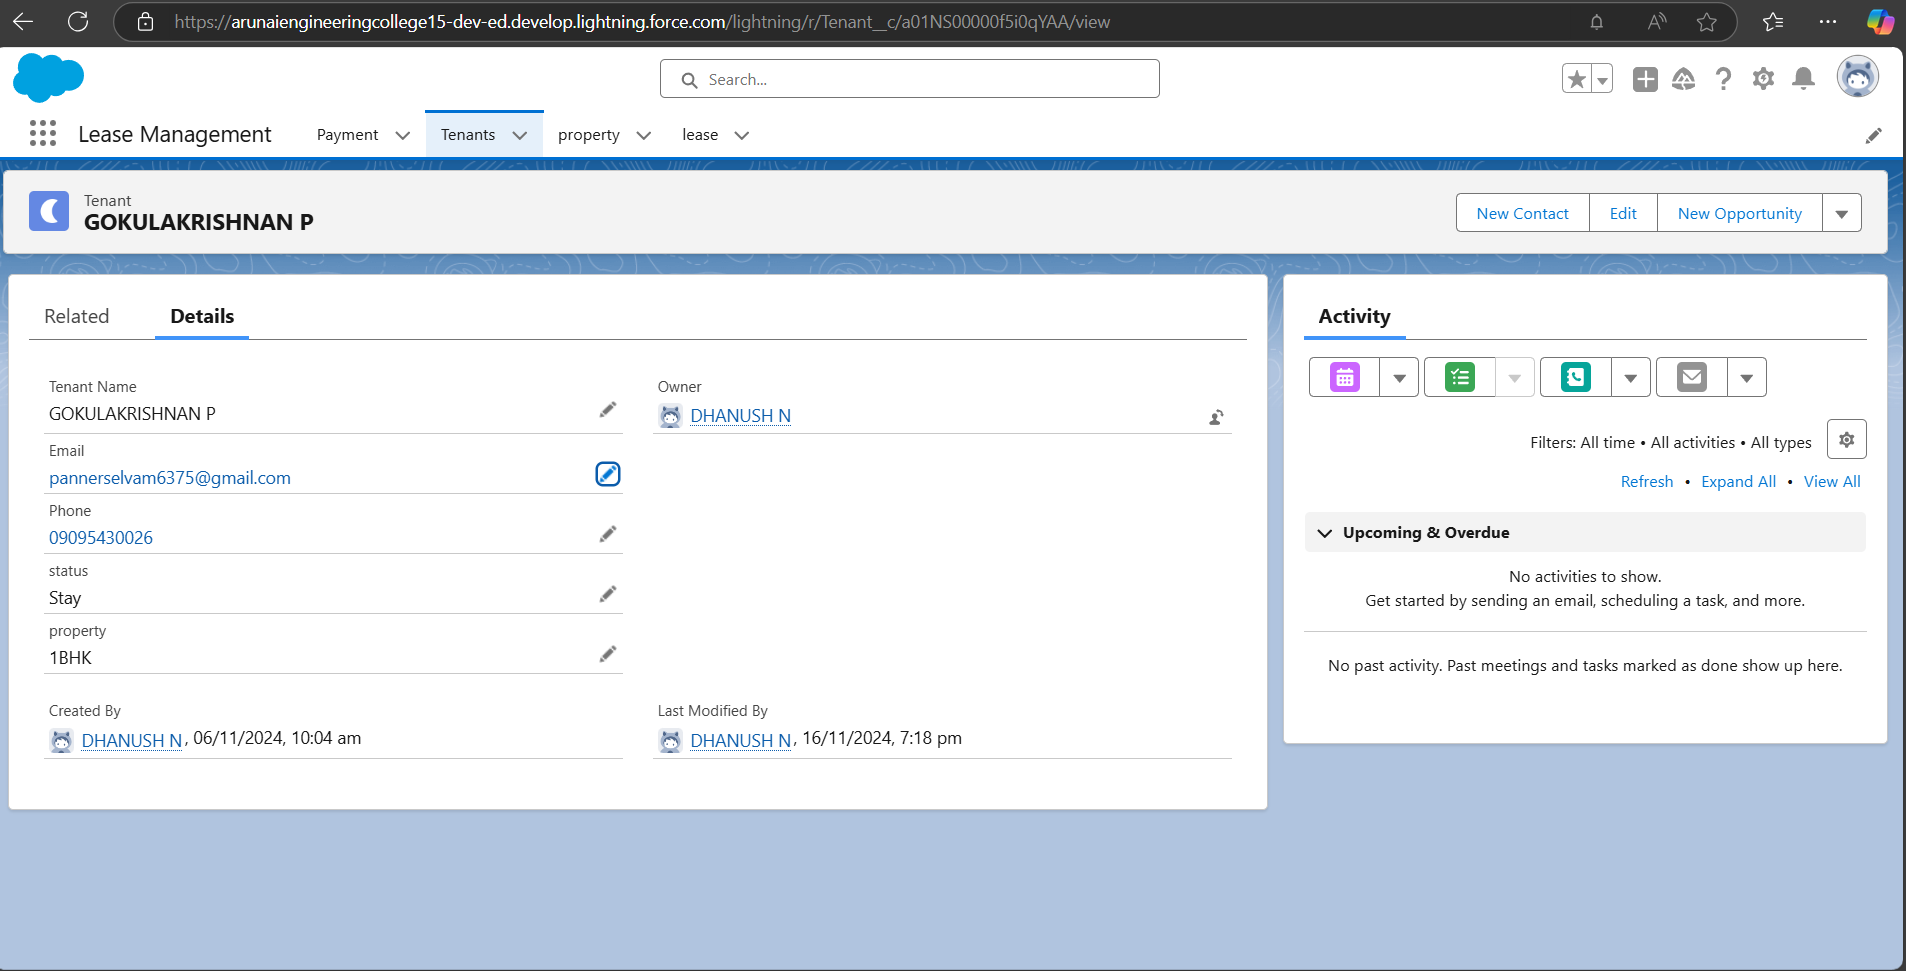 https://arunaiengineeringcollege15-dev-ed.develop.lightning.force.com/lightning/r/Tenant__c/a01NS00000f5i0qYAA/view
Search...
Lease Management Payment Tenants property lease
Tenant
GOKULAKRISHNAN P
New Contact Edit New Opportunity
Related Details
Tenant Name
GOKULAKRISHNAN P
Email
pannerselvam6375@gmail.com
Phone
09095430026
status
Stay
property
1BHK
Owner
DHANUSH N
Created By
DHANUSH N, 06/11/2024, 10:04 am
Last Modified By
DHANUSH N, 16/11/2024, 7:18 pm
Activity
Filters: All time • All activities • All types
Refresh • Expand All • View All
Upcoming & Overdue
No activities to show.
Get started by sending an email, scheduling a task, and more.
No past activity. Past meetings and tasks marked as done show up here.